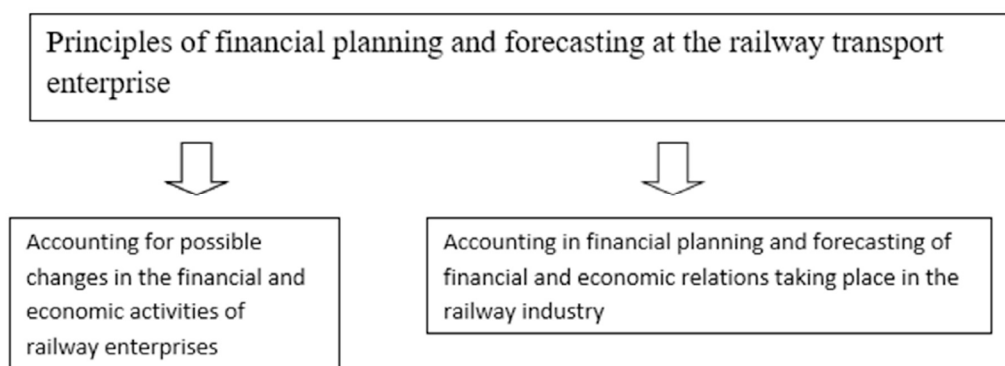 Principles of financial planning and forecasting at the railway transport
enterprise
Accounting for possible
changes in the financial and
economic activities of
railway enterprises
Accounting in financial planning and forecasting of
financial and economic relations taking place in the
railway industry